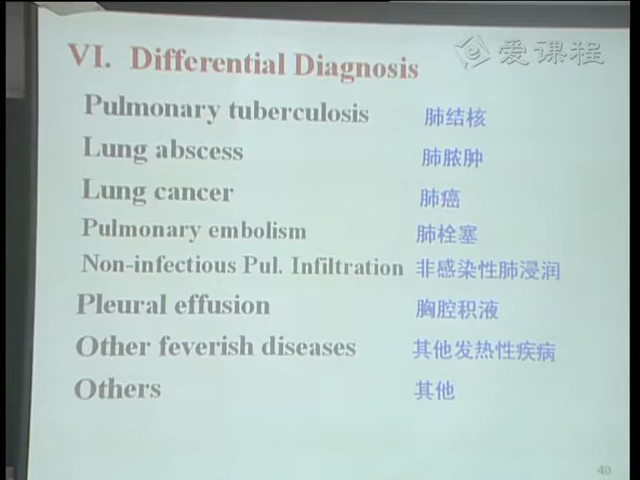 爱课程
VI. Differential Diagnosis
Pulmonary tuberculosis 肺结核
Lung abscess 肺脓肿
Lung cancer 肺癌
Pulmonary embolism 肺栓塞
Non-infectious Pul. Infiltration 非感染性肺浸润
Pleural effusion 胸腔积液
Other feverish diseases 其他发热性疾病
Others 其他
40